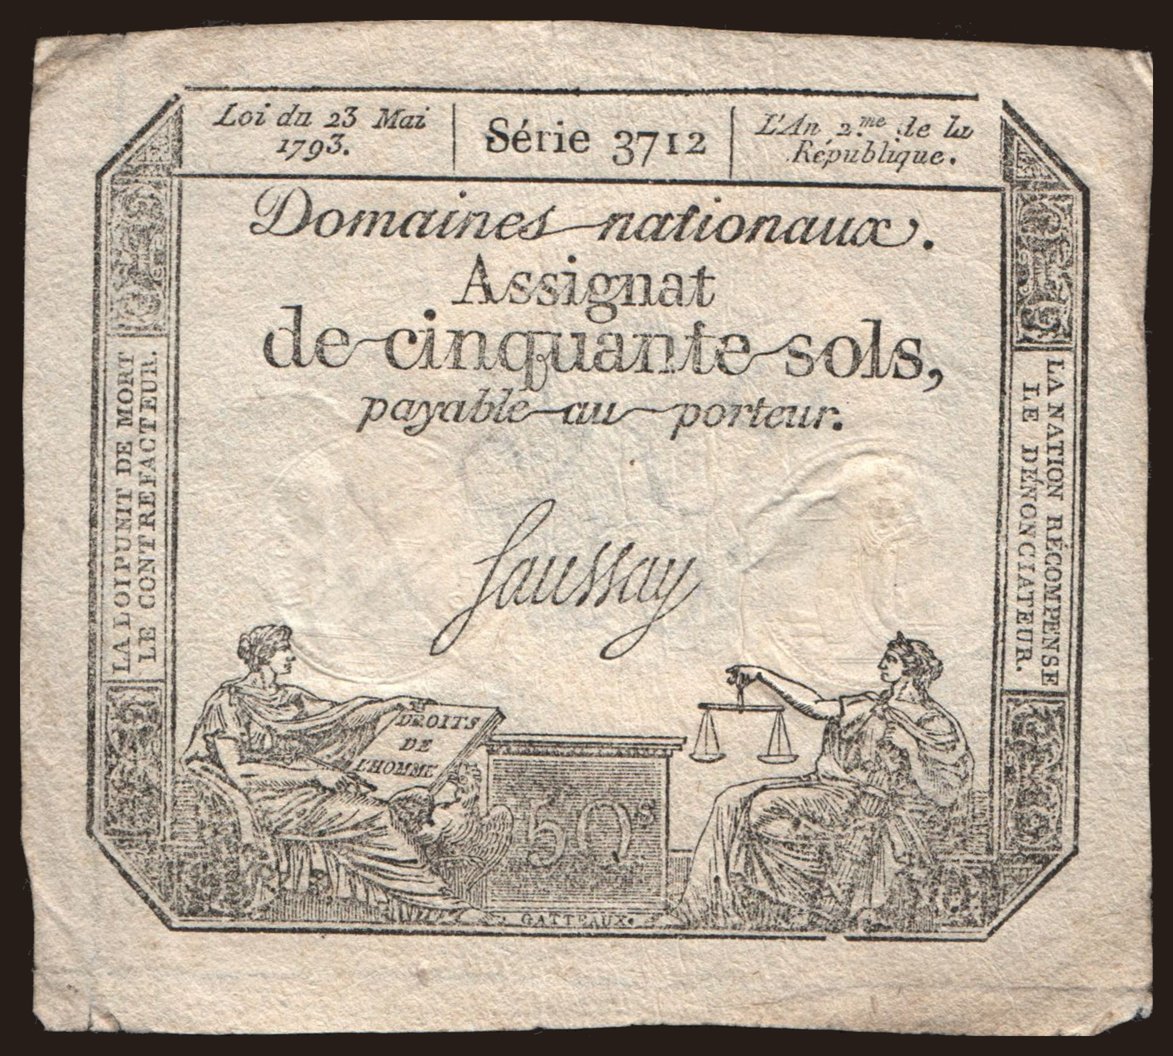 Loi du 23 Mai
1793.
Série 3712
L'An 2.me de la
République.
Domaines nationaux.
Assignat
de cinquante sols,
payable au porteur.
LA LOI PUNIT DE MORT
LE CONTREFACTEUR.
LA NATION RÉCOMPENSE
LE DÉNONCIATEUR.
Saussay
DROITS
DE
L'HOMME
50s
GATTEAUX.